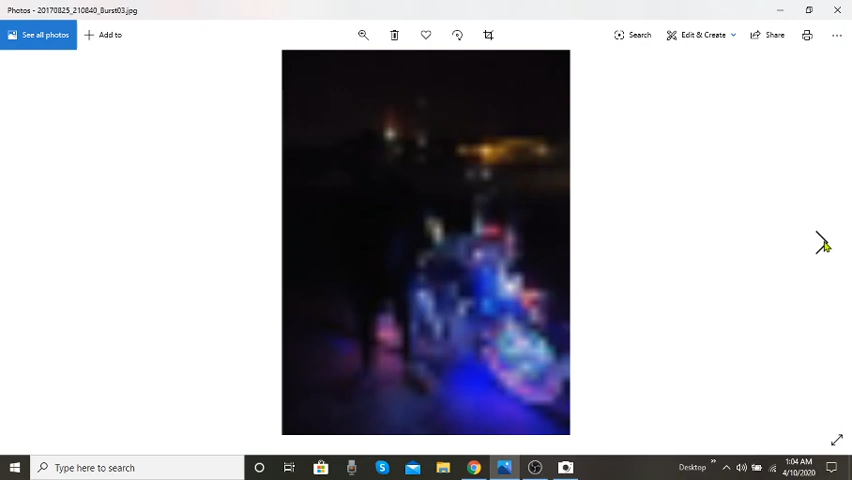 Photos - 20170825_210840_Burst03.jpg
See all photos
Add to
Search
Edit & Create
Share
Type here to search
Desktop
1:04 AM
4/10/2020